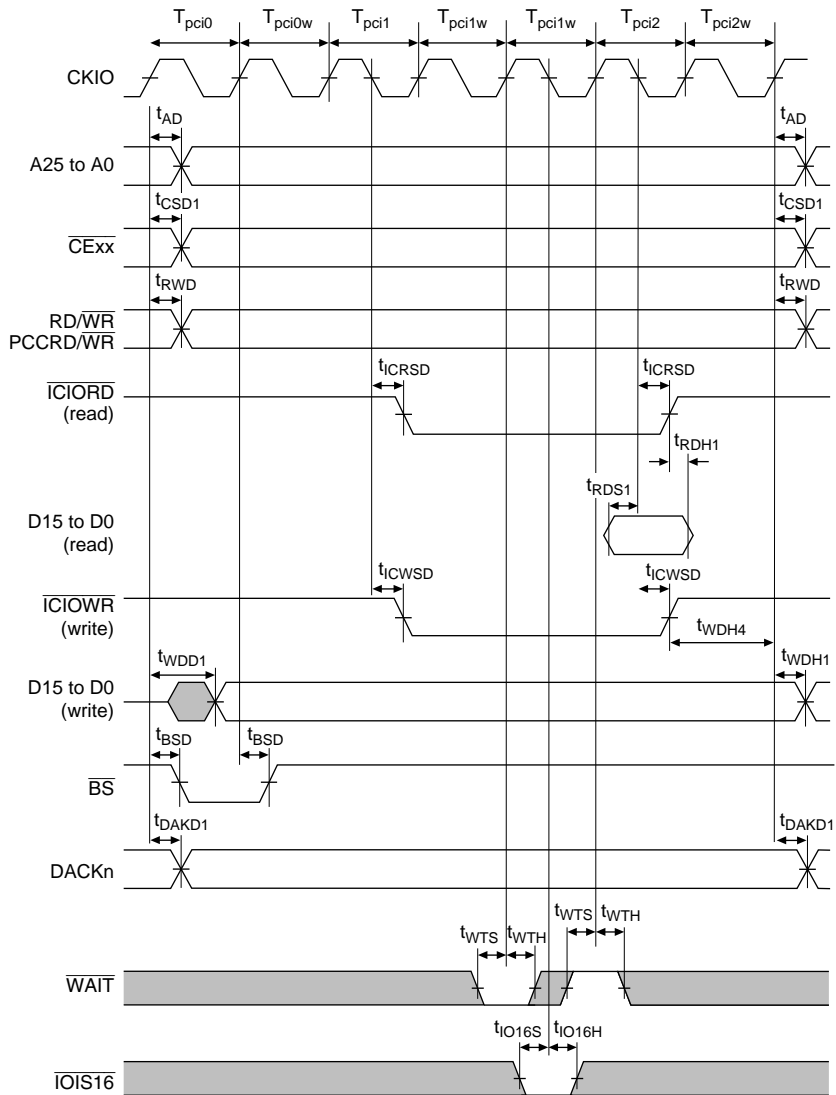 Tpci0 Tpci0w Tpci1 Tpci1w Tpci1w Tpci2 Tpci2w
CKIO
tAD tAD
A25 to A0
tCSD1 tCSD1
CExx
tRWD tRWD
RD/WR
PCCRD/WR
tICRSD tICRSD
ICIORD
(read)
tRDH1
tRDS1
D15 to D0
(read)
tICWSD tICWSD
ICIOWR
(write)
tWDH4
tWDD1 tWDH1
D15 to D0
(write)
tBSD tBSD
BS
tDAKD1 tDAKD1
DACKn
tWTS tWTH tWTS tWTH
WAIT
tIO16S tIO16H
IOIS16